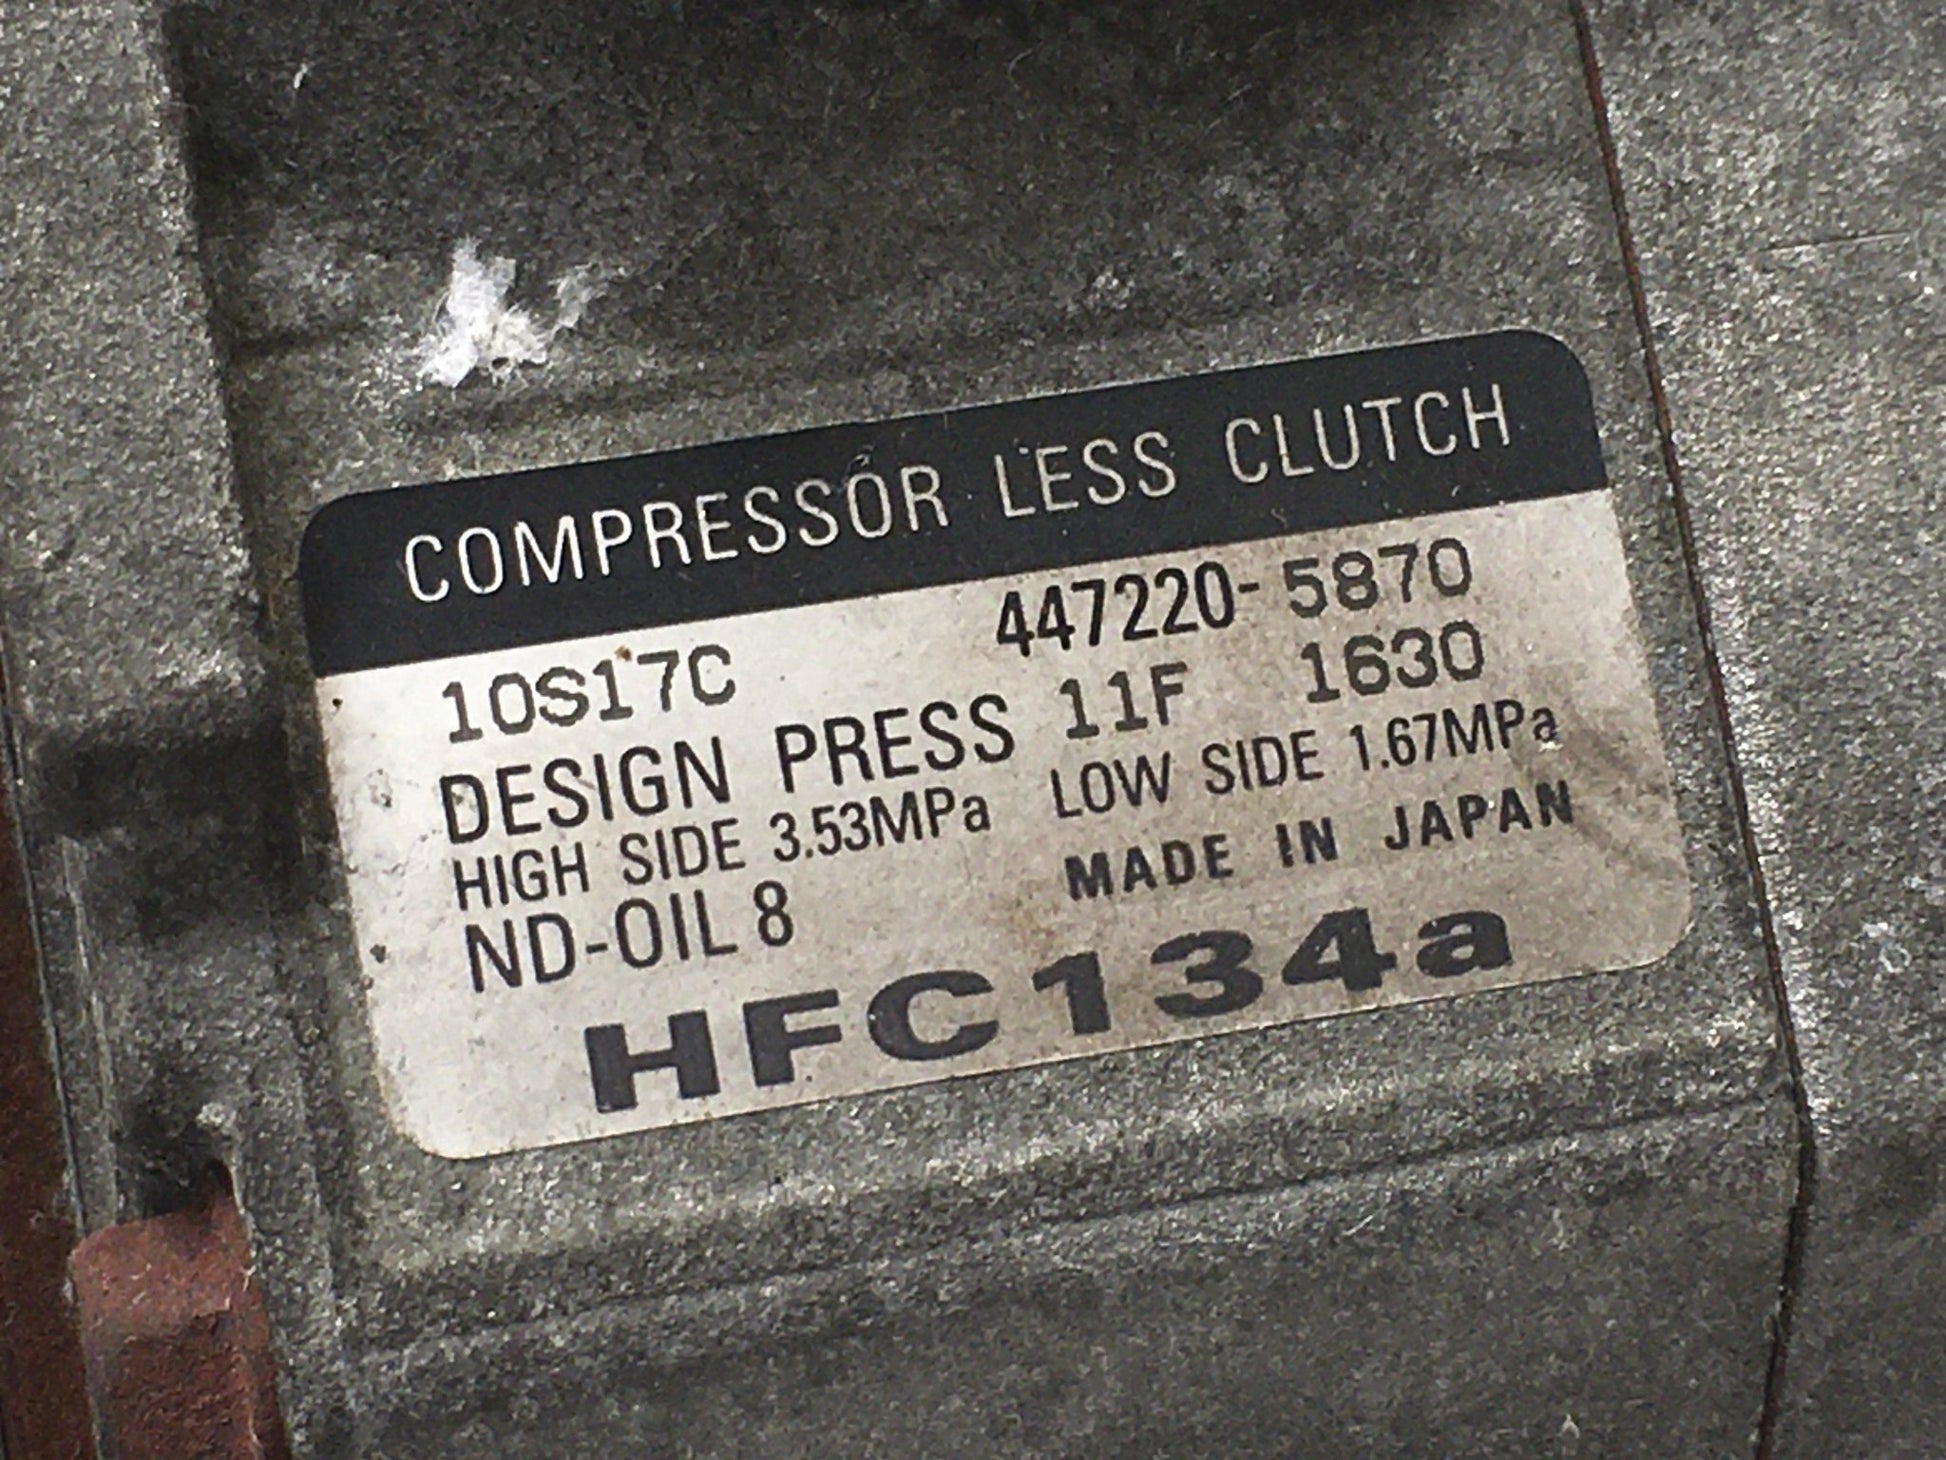 COMPRESSOR LESS CLUTCH
10S17C 447220-5870
11F 1630
DESIGN PRESS
HIGH SIDE 3.53MPa LOW SIDE 1.67MPa
ND-OIL 8 MADE IN JAPAN
HFC134a